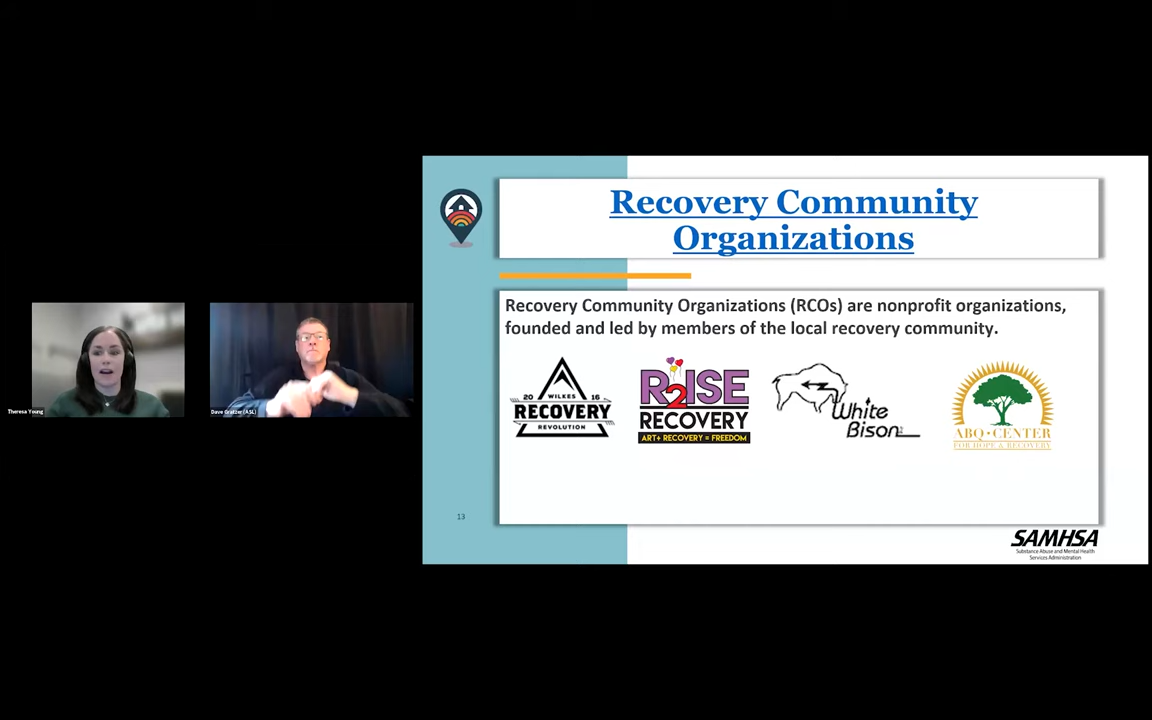 Recovery Community
Organizations
Recovery Community Organizations (RCOs) are nonprofit organizations,
founded and led by members of the local recovery community.
20 WILKES 16
RECOVERY
REVOLUTION
R2ISE
RECOVERY
ART+ RECOVERY = FREEDOM
White
Bison
ABQ • CENTER
FOR HOPE & RECOVERY
Theresa Young
Dave Gratzer (ASL)
13
SAMHSA
Substance Abuse and Mental Health
Services Administration